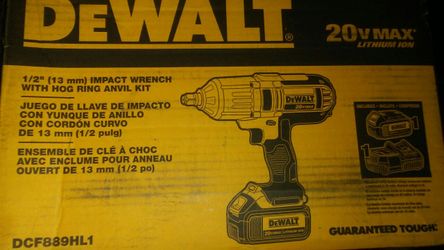 DEWALT®
20V MAX*
LITHIUM ION
1/2" (13 mm) IMPACT WRENCH
WITH HOG RING ANVIL KIT
JUEGO DE LLAVE DE IMPACTO
CON YUNQUE DE ANILLO
CON CORDÓN CURVO
DE 13 mm (1/2 pulg)
ENSEMBLE DE CLÉ À CHOC
AVEC ENCLUME POUR ANNEAU
OUVERT DE 13 mm (1/2 po)
DEWALT
DEWALT
DCF889HL1
GUARANTEED TOUGH.